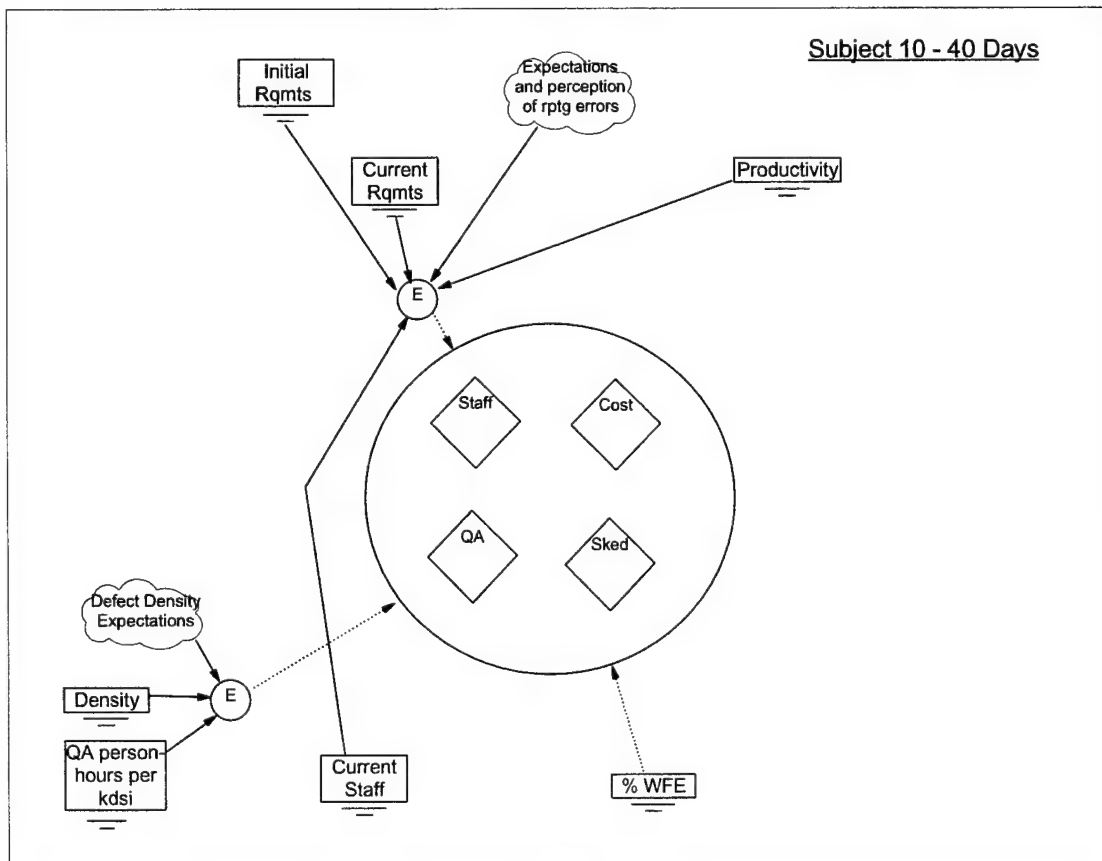 Subject 10 - 40 Days
Initial
Rqmts
Expectations
and perception
of rptg errors
Current
Rqmts
Productivity
E
Staff
Cost
QA
Sked
Defect Density
Expectations
E
Density
QA person-
hours per
kdsi
Current
Staff
% WFE